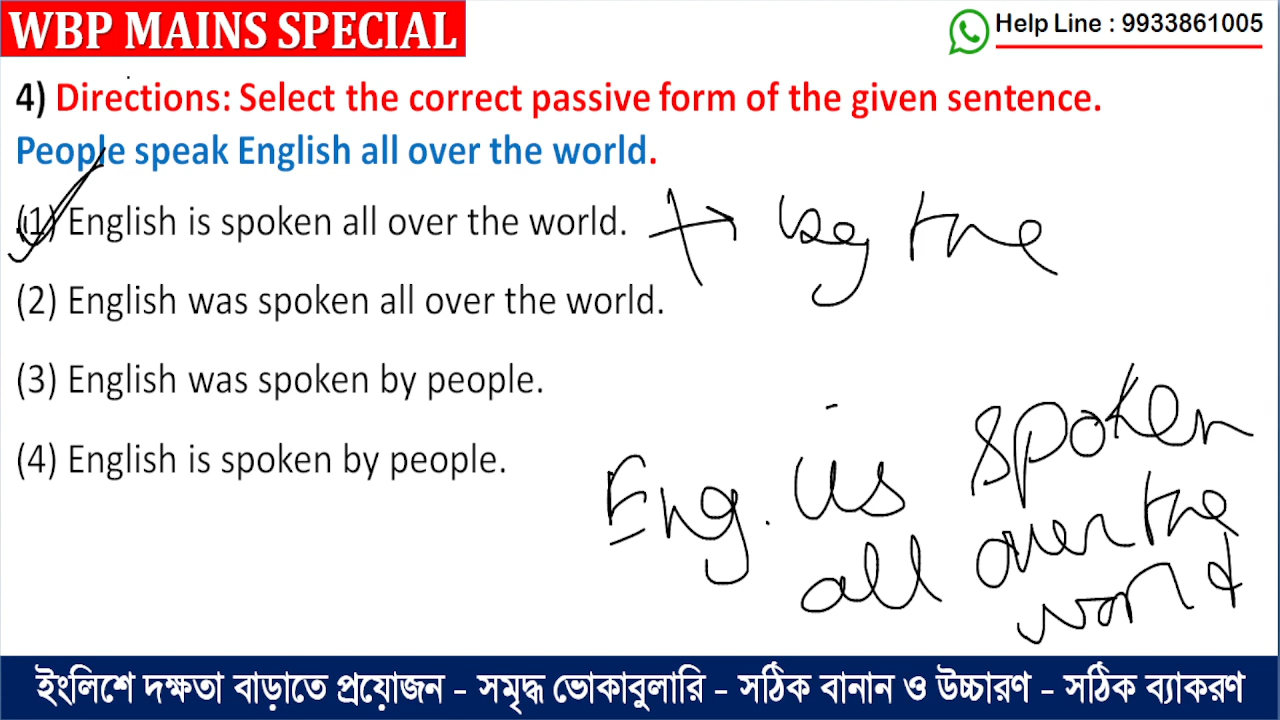 WBP MAINS SPECIAL
Help Line : 9933861005
4) Directions: Select the correct passive form of the given sentence.
People speak English all over the world.
(1) English is spoken all over the world.
by the
(2) English was spoken all over the world.
(3) English was spoken by people.
(4) English is spoken by people.
Eng. is spoken
all over the
world
ইংলিশে দক্ষতা বাড়াতে প্রয়োজন - সমৃদ্ধ ভোকাবুলারি - সঠিক বানান ও উচ্চারণ - সঠিক ব্যাকরণ